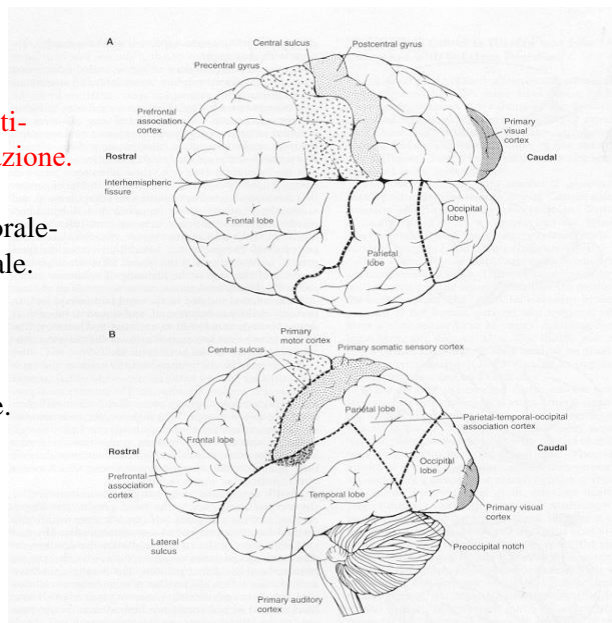 ti-
azione.
orale-
ale.
e.
A
Central sulcus
Postcentral gyrus
Precentral gyrus
Prefrontal
association
cortex
Primary
visual
cortex
Rostral
Caudal
Interhemispheric
fissure
Frontal lobe
Occipital
lobe
Parietal
lobe
B
Primary
motor cortex
Central sulcus
Primary somatic sensory cortex
Parietal lobe
Parietal-temporal-occipital
association cortex
Frontal lobe
Rostral
Caudal
Occipital
lobe
Prefrontal
association
cortex
Temporal lobe
Primary visual
cortex
Lateral
sulcus
Preoccipital notch
Primary auditory
cortex